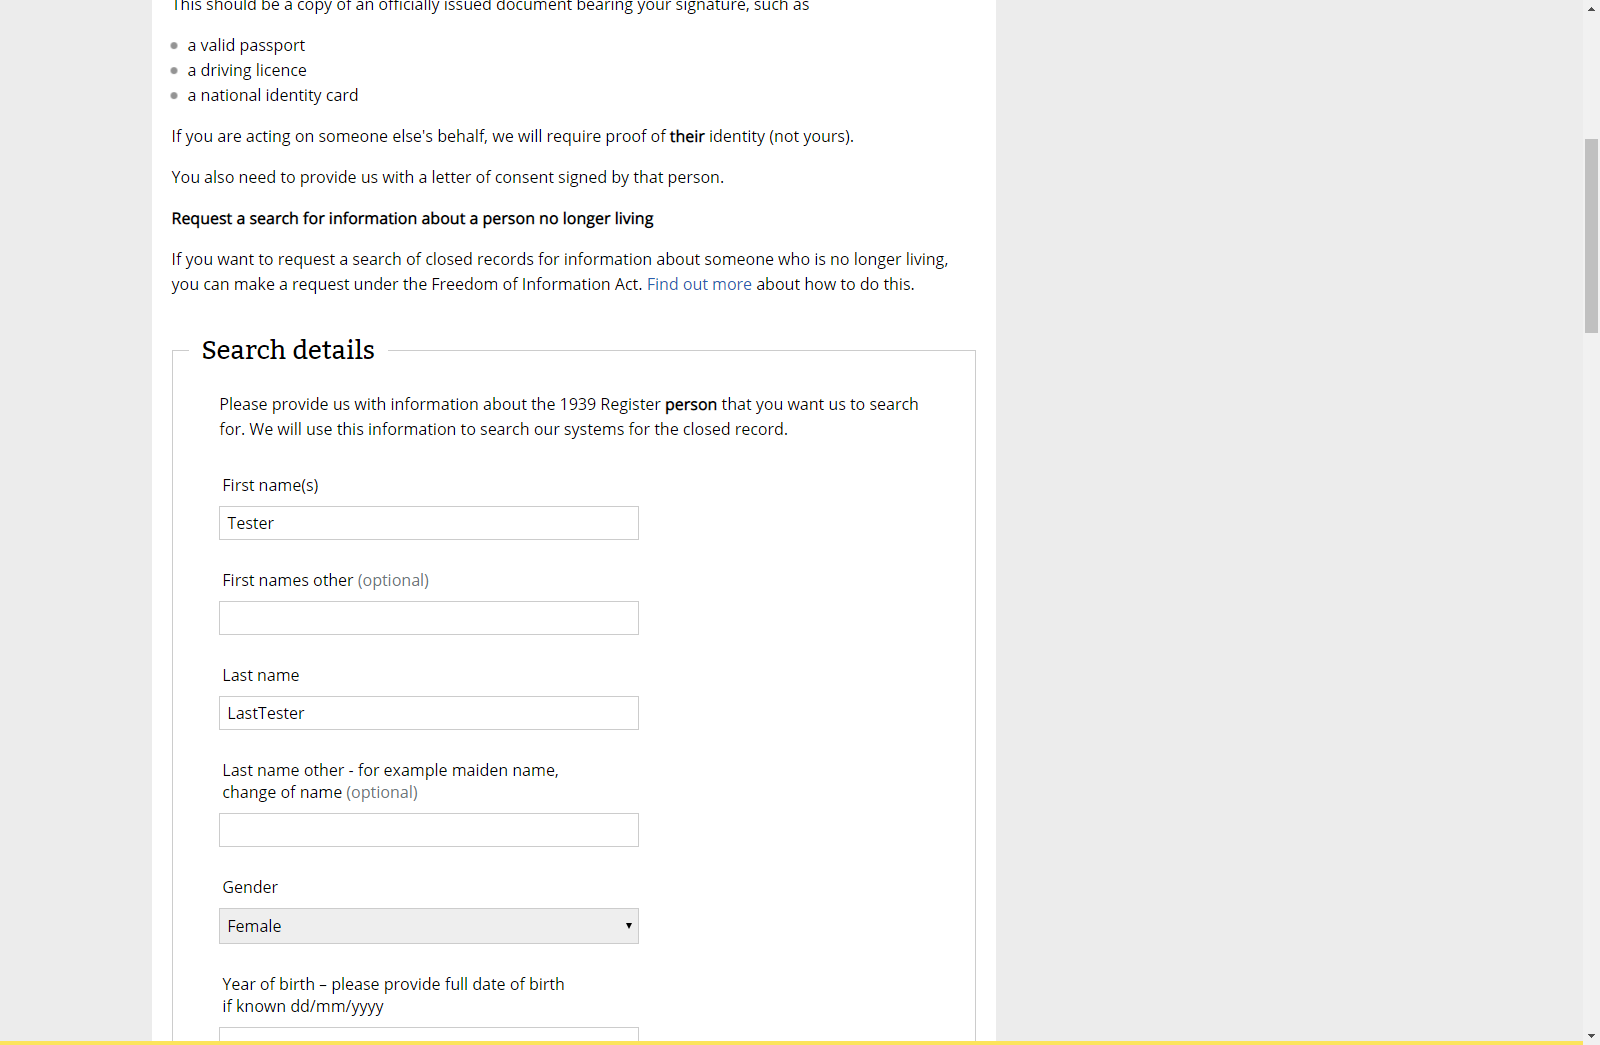 This should be a copy of an officially issued document bearing your signature, such as
a valid passport
a driving licence
a national identity card
If you are acting on someone else's behalf, we will require proof of their identity (not yours).
You also need to provide us with a letter of consent signed by that person.
Request a search for information about a person no longer living
If you want to request a search of closed records for information about someone who is no longer living,
you can make a request under the Freedom of Information Act. Find out more about how to do this.
Search details
Please provide us with information about the 1939 Register person that you want us to search
for. We will use this information to search our systems for the closed record.
First name(s)
Tester
First names other (optional)
Last name
LastTester
Last name other - for example maiden name,
change of name (optional)
Gender
Female
Year of birth – please provide full date of birth
if known dd/mm/yyyy